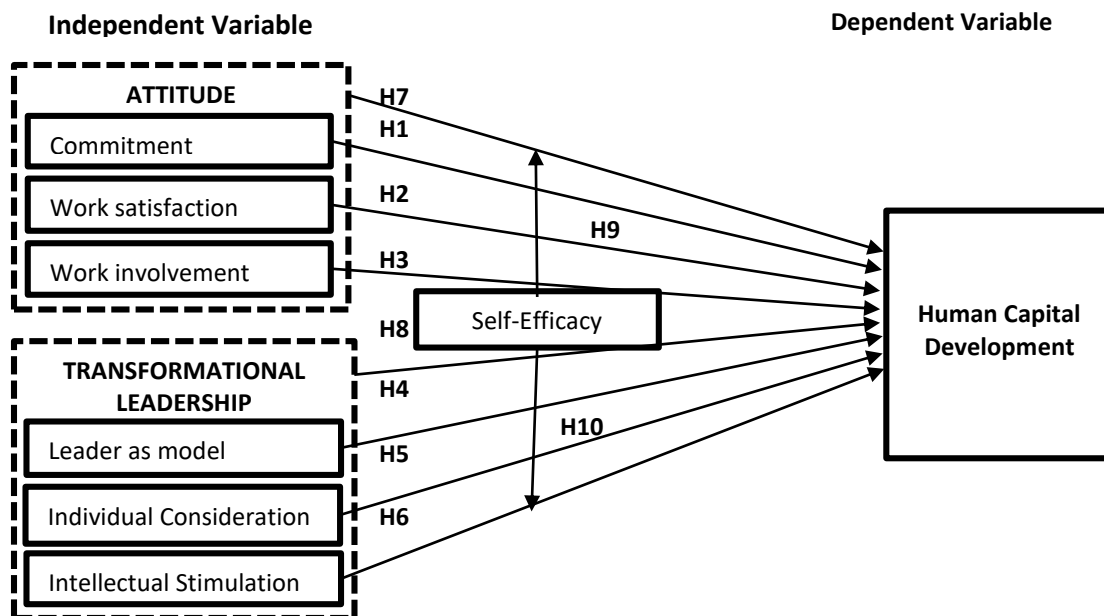 Independent Variable
Dependent Variable
ATTITUDE
Commitment
Work satisfaction
Work involvement
H7
H1
H2
H9
H3
Self-Efficacy
H8
Human Capital
Development
TRANSFORMATIONAL
LEADERSHIP
Leader as model
Individual Consideration
Intellectual Stimulation
H4
H10
H5
H6